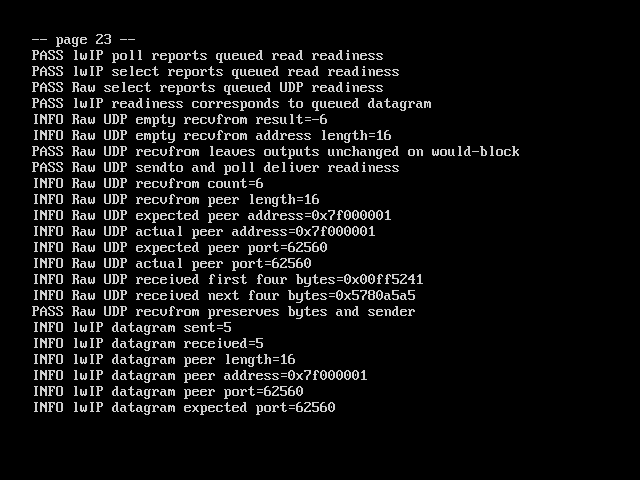 -- page 23 --
PASS lwIP poll reports queued read readiness
PASS lwIP select reports queued read readiness
PASS Raw select reports queued UDP readiness
PASS lwIP readiness corresponds to queued datagram
INFO Raw UDP empty recvfrom result=-6
INFO Raw UDP empty recvfrom address length=16
PASS Raw UDP recvfrom leaves outputs unchanged on would-block
PASS Raw UDP sendto and poll deliver readiness
INFO Raw UDP recvfrom count=6
INFO Raw UDP recvfrom peer length=16
INFO Raw UDP expected peer address=0x7f000001
INFO Raw UDP actual peer address=0x7f000001
INFO Raw UDP expected peer port=62560
INFO Raw UDP actual peer port=62560
INFO Raw UDP received first four bytes=0x00ff5241
INFO Raw UDP received next four bytes=0x5780a5a5
PASS Raw UDP recvfrom preserves bytes and sender
INFO lwIP datagram sent=5
INFO lwIP datagram received=5
INFO lwIP datagram peer length=16
INFO lwIP datagram peer address=0x7f000001
INFO lwIP datagram peer port=62560
INFO lwIP datagram expected port=62560